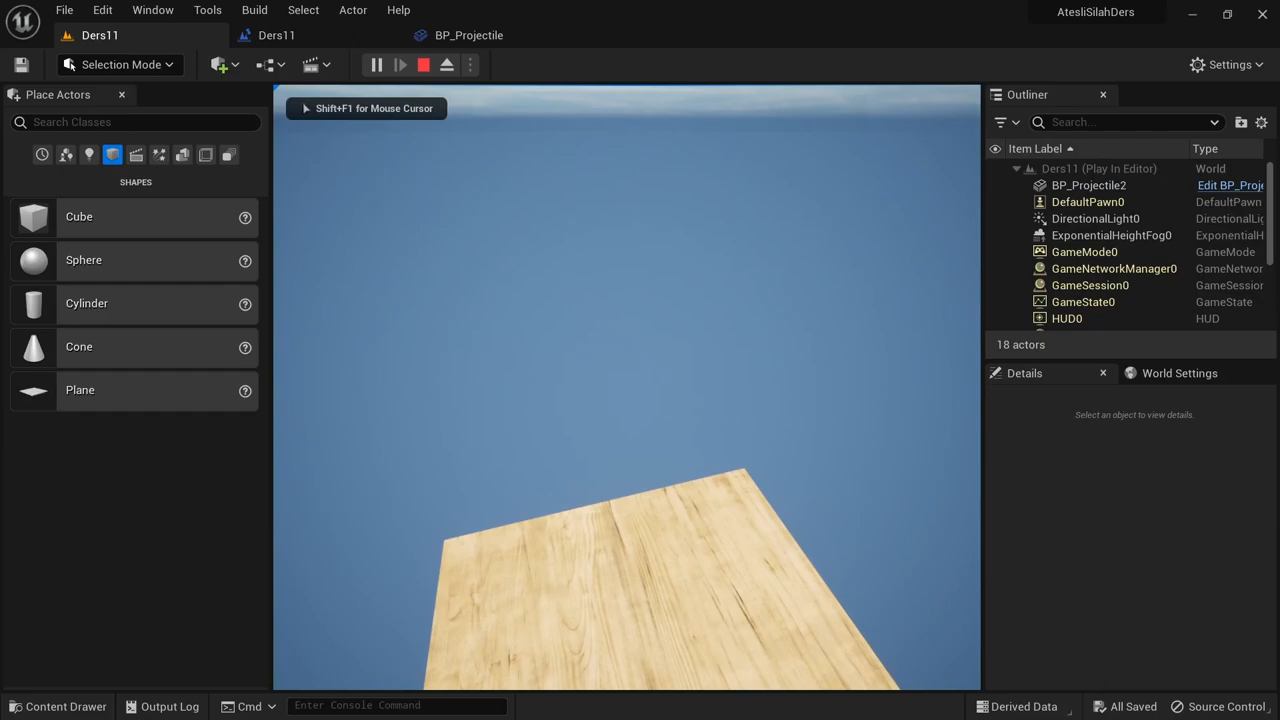 File Edit Window Tools Build Select Actor Help
AtesliSilahDers
Ders11
Ders11
BP_Projectile
Selection Mode
Settings
Place Actors
Shift+F1 for Mouse Cursor
Search Classes
SHAPES
Cube
Sphere
Cylinder
Cone
Plane
Outliner
Search...
Item Label Type
Ders11 (Play In Editor) World
BP_Projectile2 Edit BP_Proje
DefaultPawn0 DefaultPawn
DirectionalLight0 DirectionalLig
ExponentialHeightFog0 ExponentialH
GameMode0 GameMode
GameNetworkManager0 GameNetwor
GameSession0 GameSession
GameState0 GameState
HUD0 HUD
18 actors
Details
World Settings
Select an object to view details.
Content Drawer
Output Log
Cmd
Enter Console Command
Derived Data
All Saved
Source Control